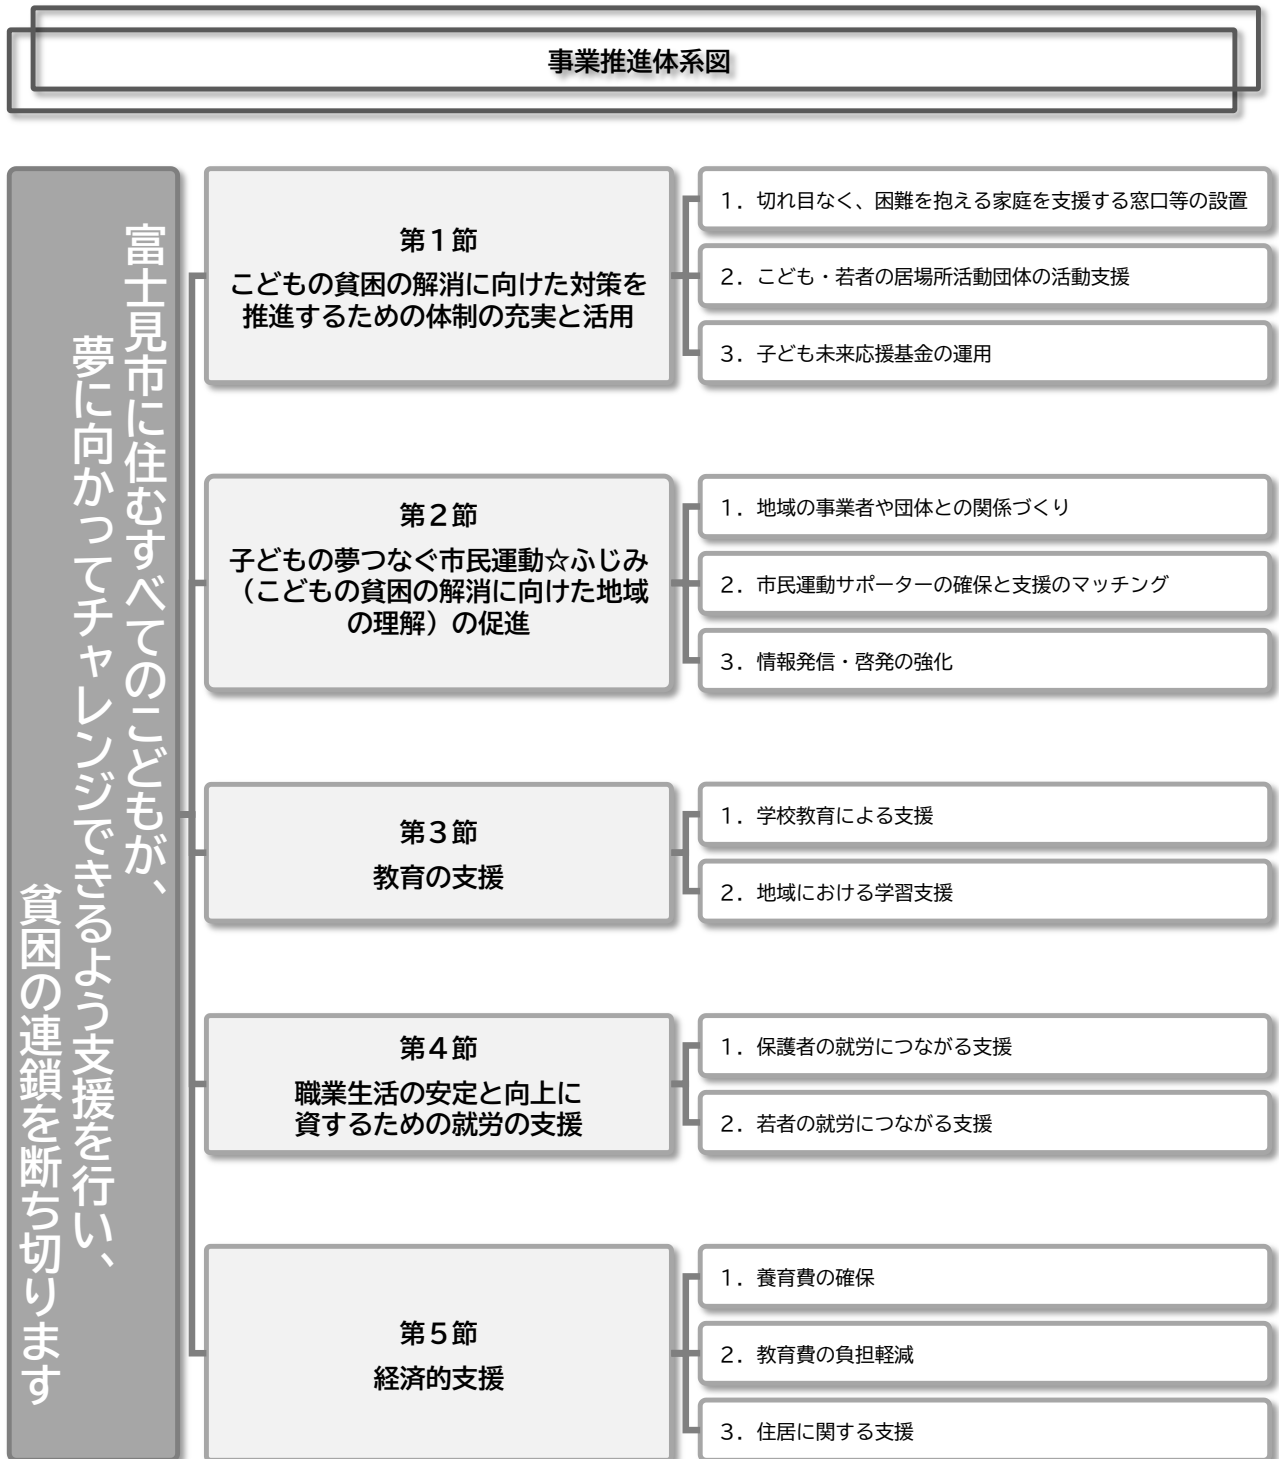 事業推進体系図
富士見市に住むすべてのこどもが、
夢に向かってチャレンジできるよう支援を行い、
貧困の連鎖を断ち切ります
第１節
こどもの貧困の解消に向けた対策を
推進するための体制の充実と活用
１．切れ目なく、困難を抱える家庭を支援する窓口等の設置
２．こども・若者の居場所活動団体の活動支援
３．子ども未来応援基金の運用
第２節
子どもの夢つなぐ市民運動☆ふじみ
（こどもの貧困の解消に向けた地域
の理解）の促進
１．地域の事業者や団体との関係づくり
２．市民運動サポーターの確保と支援のマッチング
３．情報発信・啓発の強化
第３節
教育の支援
１．学校教育による支援
２．地域における学習支援
第４節
職業生活の安定と向上に
資するための就労の支援
１．保護者の就労につながる支援
２．若者の就労につながる支援
第５節
経済的支援
１．養育費の確保
２．教育費の負担軽減
３．住居に関する支援